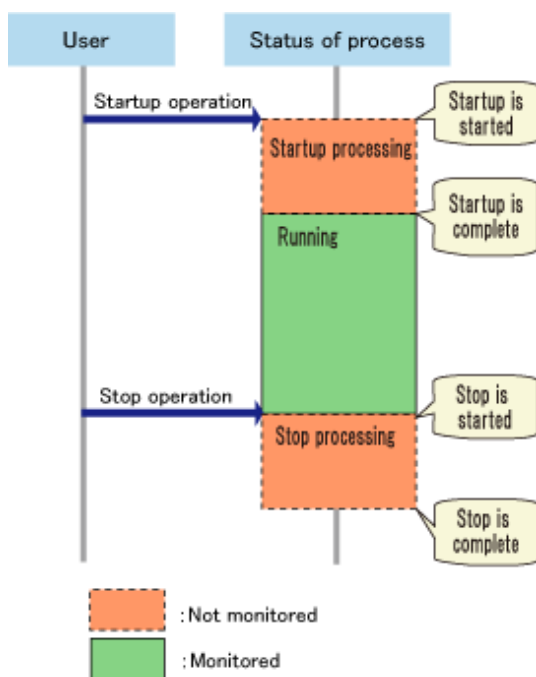 User
Status of process
Startup operation
Startup is
started
Startup processing
Startup is
complete
Running
Stop operation
Stop is
started
Stop processing
Stop is
complete
:Not monitored
:Monitored